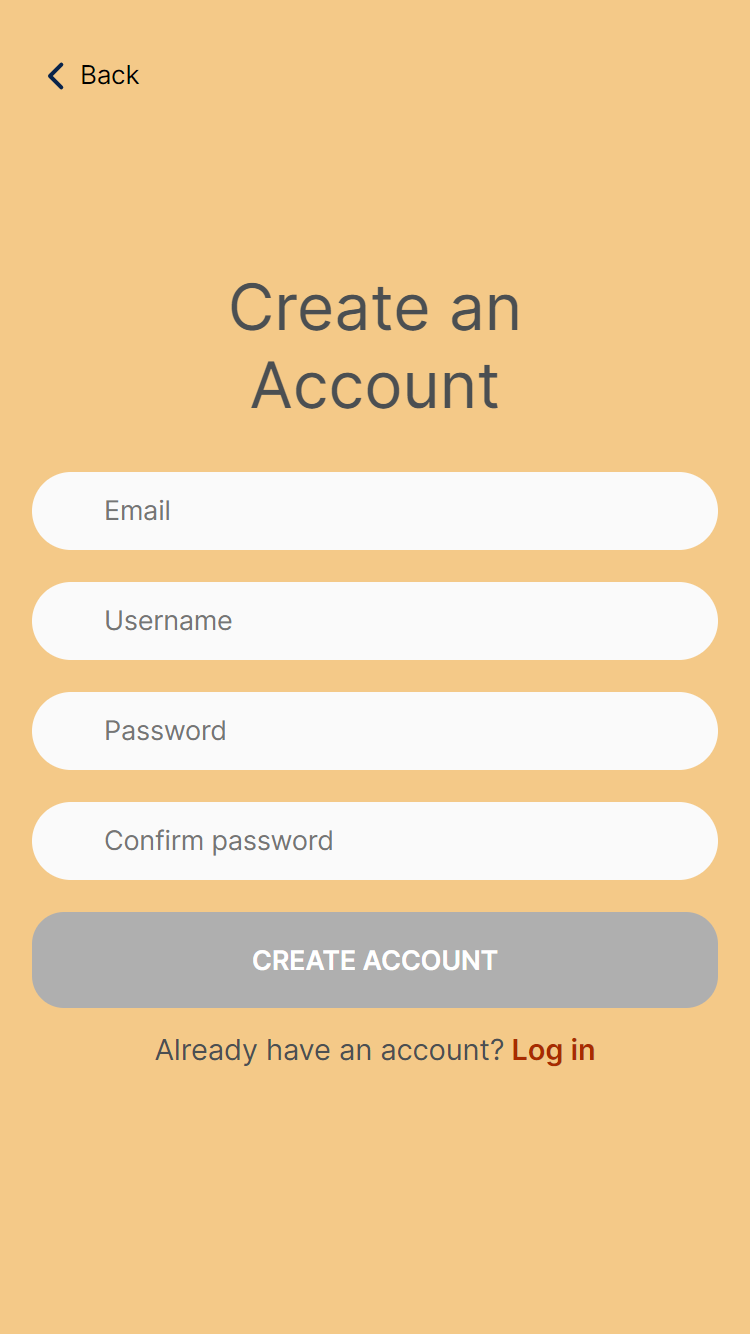 Back
Create an
Account
Email
Username
Password
Confirm password
CREATE ACCOUNT
Already have an account? Log in